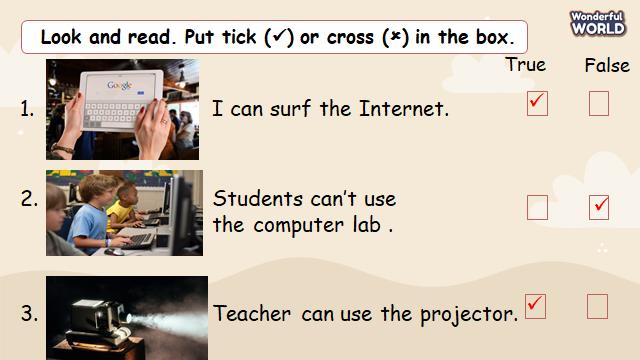 Wonderful
WORLD
Look and read. Put tick (✓) or cross (×) in the box.
True False
1. I can surf the Internet. ✓
Google
2. Students can't use
the computer lab . ✓
3. Teacher can use the projector. ✓